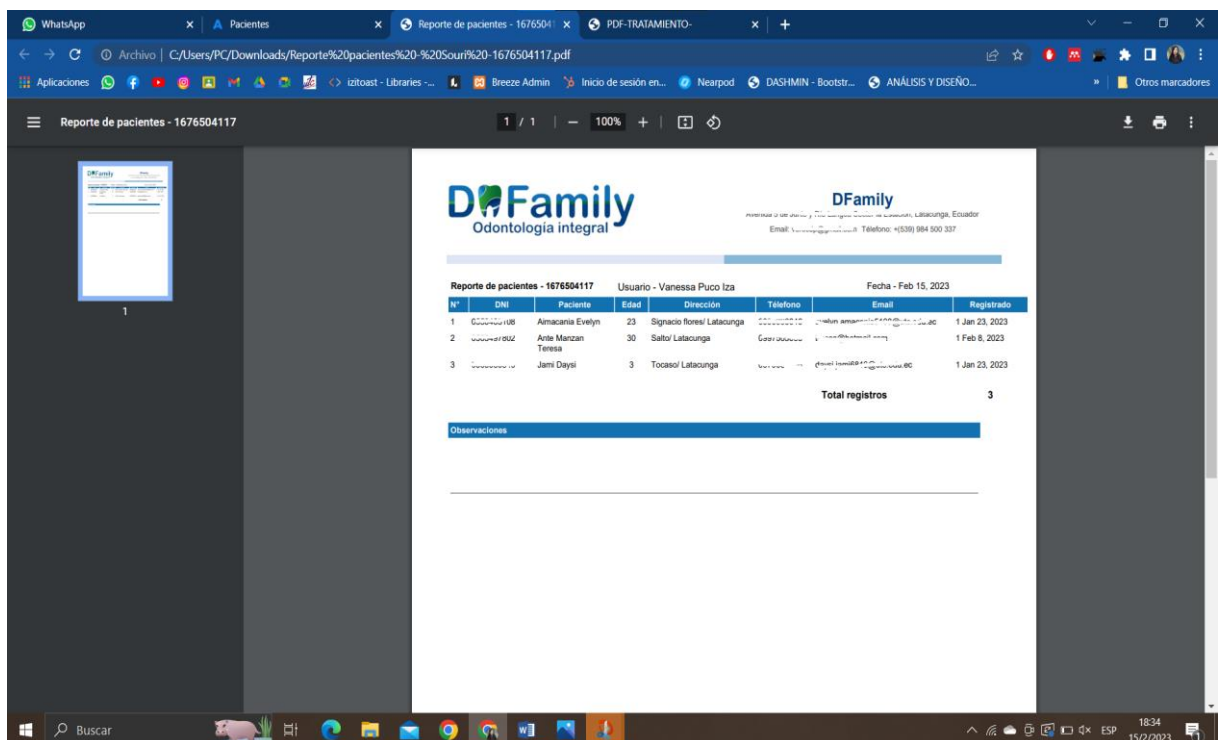 WhatsApp
Pacientes
Reporte de pacientes - 16765041
PDF-TRATAMIENTO-
Archivo C:/Users/PC/Downloads/Reporte%20pacientes%20-%20Souri%20-1676504117.pdf
Aplicaciones
izitoast - Libraries -...
Breeze Admin
Inicio de sesión en...
Nearpod
DASHMIN - Bootstr...
ANÁLISIS Y DISEÑO...
Otros marcadores
Reporte de pacientes - 1676504117
1 / 1
100%
1
DFamily
Odontología integral
DFamily
Latacunga, Ecuador
Email: Télefono: +(539) 984 500 337
Reporte de pacientes - 1676504117 Usuario - Vanessa Puco Iza Fecha - Feb 15, 2023
N° DNI Paciente Edad Dirección Télefono Email Registrado
1 Aimacania Evelyn 23 Signacio flores/ Latacunga 1 Jan 23, 2023
2 Ante Manzan 30 Salto/ Latacunga 1 Feb 8, 2023
Teresa
3 Jami Daysi 3 Tocaso/ Latacunga 1 Jan 23, 2023
Total registros 3
Observaciones
Buscar
ESP
18:34
15/2/2023